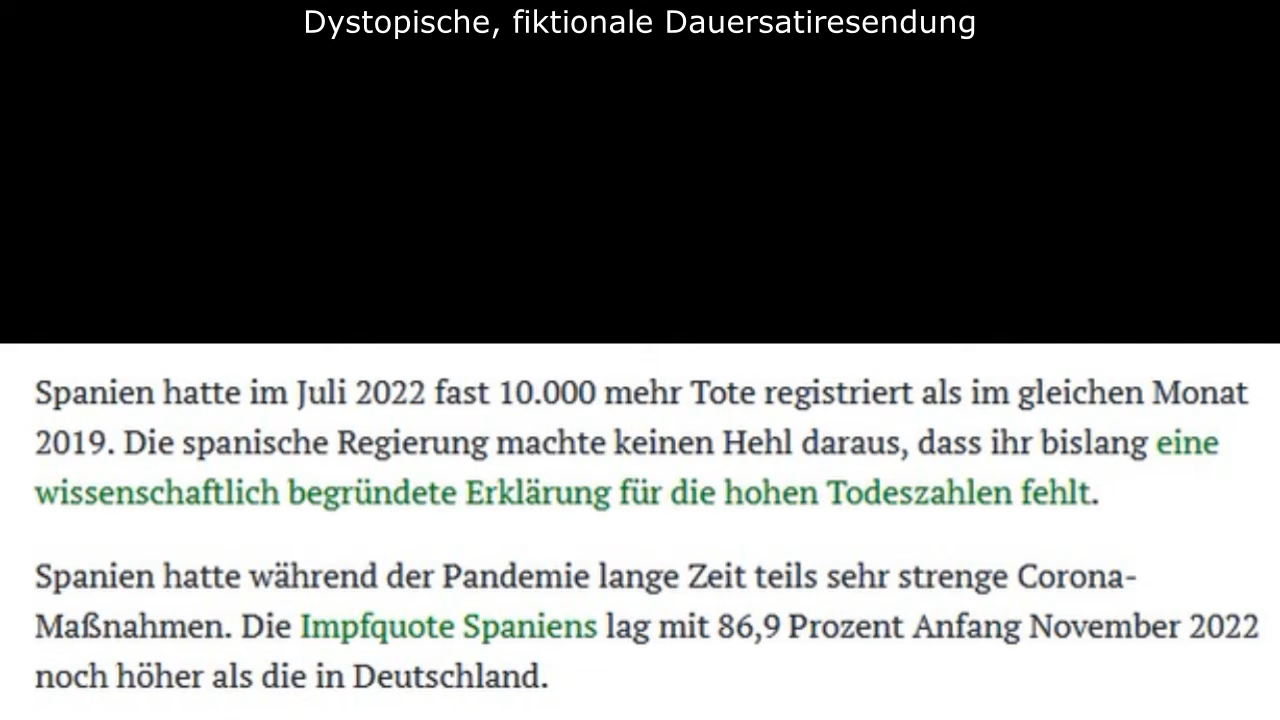 Dystopische, fiktionale Dauersatiresendung
Spanien hatte im Juli 2022 fast 10.000 mehr Tote registriert als im gleichen Monat
2019. Die spanische Regierung machte keinen Hehl daraus, dass ihr bislang eine
wissenschaftlich begründete Erklärung für die hohen Todeszahlen fehlt.
Spanien hatte während der Pandemie lange Zeit teils sehr strenge Corona-
Maßnahmen. Die Impfquote Spaniens lag mit 86,9 Prozent Anfang November 2022
noch höher als die in Deutschland.